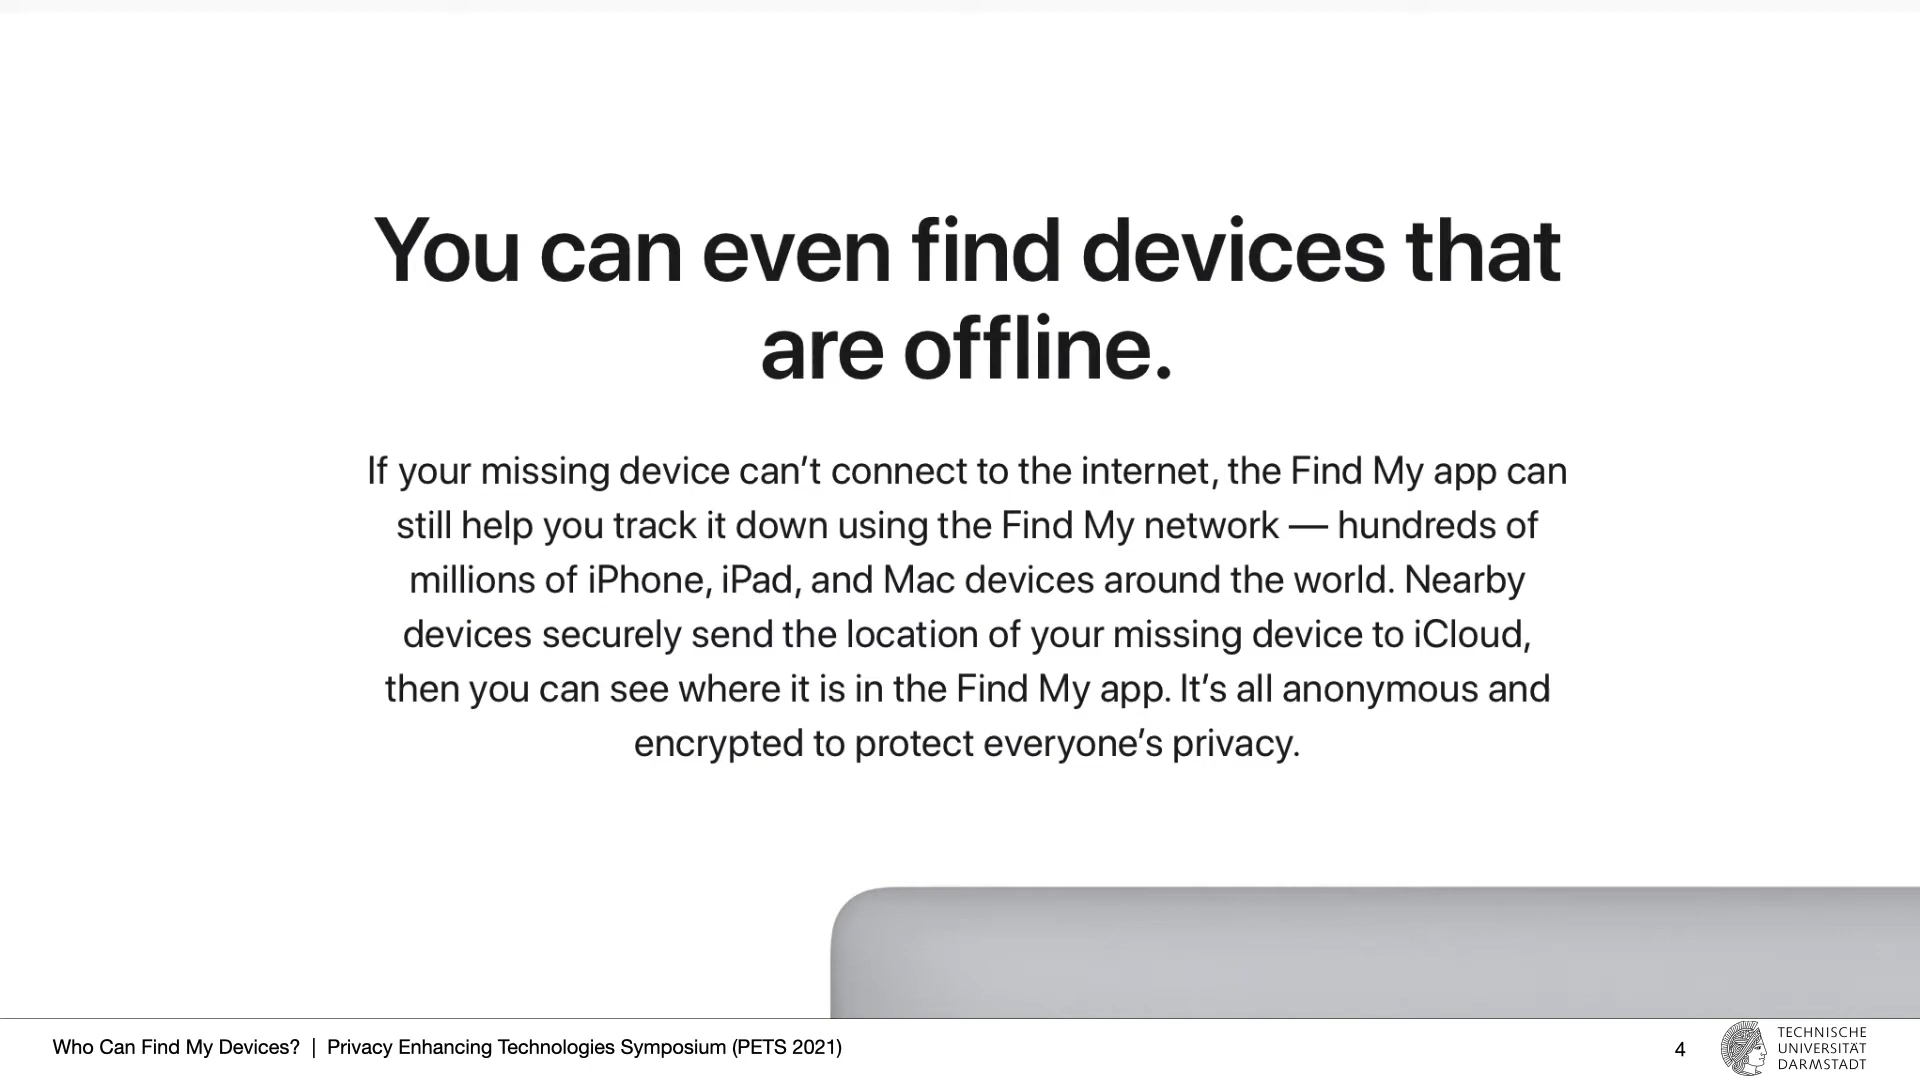 You can even find devices that
are offline.
If your missing device can’t connect to the internet, the Find My app can
still help you track it down using the Find My network — hundreds of
millions of iPhone, iPad, and Mac devices around the world. Nearby
devices securely send the location of your missing device to iCloud,
then you can see where it is in the Find My app. It’s all anonymous and
encrypted to protect everyone’s privacy.
Who Can Find My Devices? | Privacy Enhancing Technologies Symposium (PETS 2021)
4
TECHNISCHE
UNIVERSITÄT
DARMSTADT